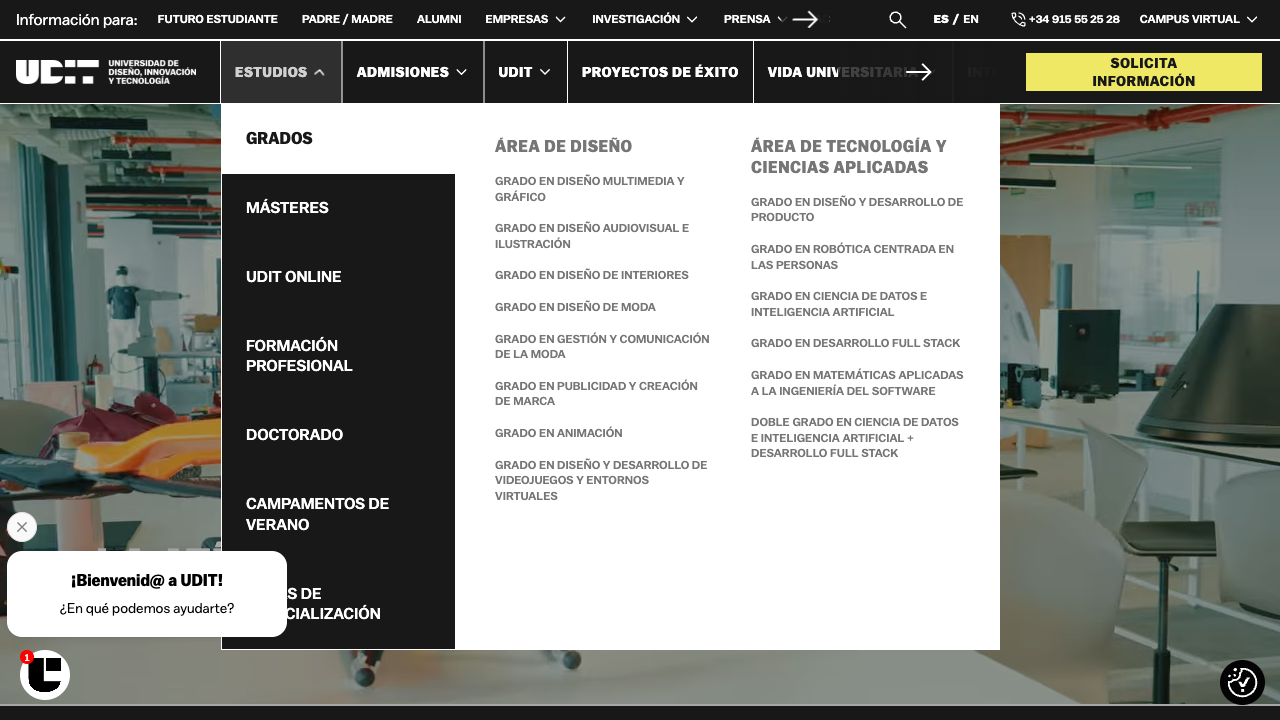 Información para:
FUTURO ESTUDIANTE
PADRE / MADRE
ALUMNI
EMPRESAS
INVESTIGACIÓN
PRENSA
ES / EN
+34 915 55 25 28
CAMPUS VIRTUAL
UDIT
UNIVERSIDAD DE
DISEÑO, INNOVACIÓN
Y TECNOLOGÍA
ESTUDIOS
ADMISIONES
UDIT
PROYECTOS DE ÉXITO
VIDA UNIVERSITARIA
SOLICITA
INFORMACIÓN
GRADOS
MÁSTERES
UDIT ONLINE
FORMACIÓN
PROFESIONAL
DOCTORADO
CAMPAMENTOS DE
VERANO
S DE
CIALIZACIÓN
ÁREA DE DISEÑO
GRADO EN DISEÑO MULTIMEDIA Y
GRÁFICO
GRADO EN DISEÑO AUDIOVISUAL E
ILUSTRACIÓN
GRADO EN DISEÑO DE INTERIORES
GRADO EN DISEÑO DE MODA
GRADO EN GESTIÓN Y COMUNICACIÓN
DE LA MODA
GRADO EN PUBLICIDAD Y CREACIÓN
DE MARCA
GRADO EN ANIMACIÓN
GRADO EN DISEÑO Y DESARROLLO DE
VIDEOJUEGOS Y ENTORNOS
VIRTUALES
ÁREA DE TECNOLOGÍA Y
CIENCIAS APLICADAS
GRADO EN DISEÑO Y DESARROLLO DE
PRODUCTO
GRADO EN ROBÓTICA CENTRADA EN
LAS PERSONAS
GRADO EN CIENCIA DE DATOS E
INTELIGENCIA ARTIFICIAL
GRADO EN DESARROLLO FULL STACK
GRADO EN MATEMÁTICAS APLICADAS
A LA INGENIERÍA DEL SOFTWARE
DOBLE GRADO EN CIENCIA DE DATOS
E INTELIGENCIA ARTIFICIAL +
DESARROLLO FULL STACK
¡Bienvenid@ a UDIT!
¿En qué podemos ayudarte?
1